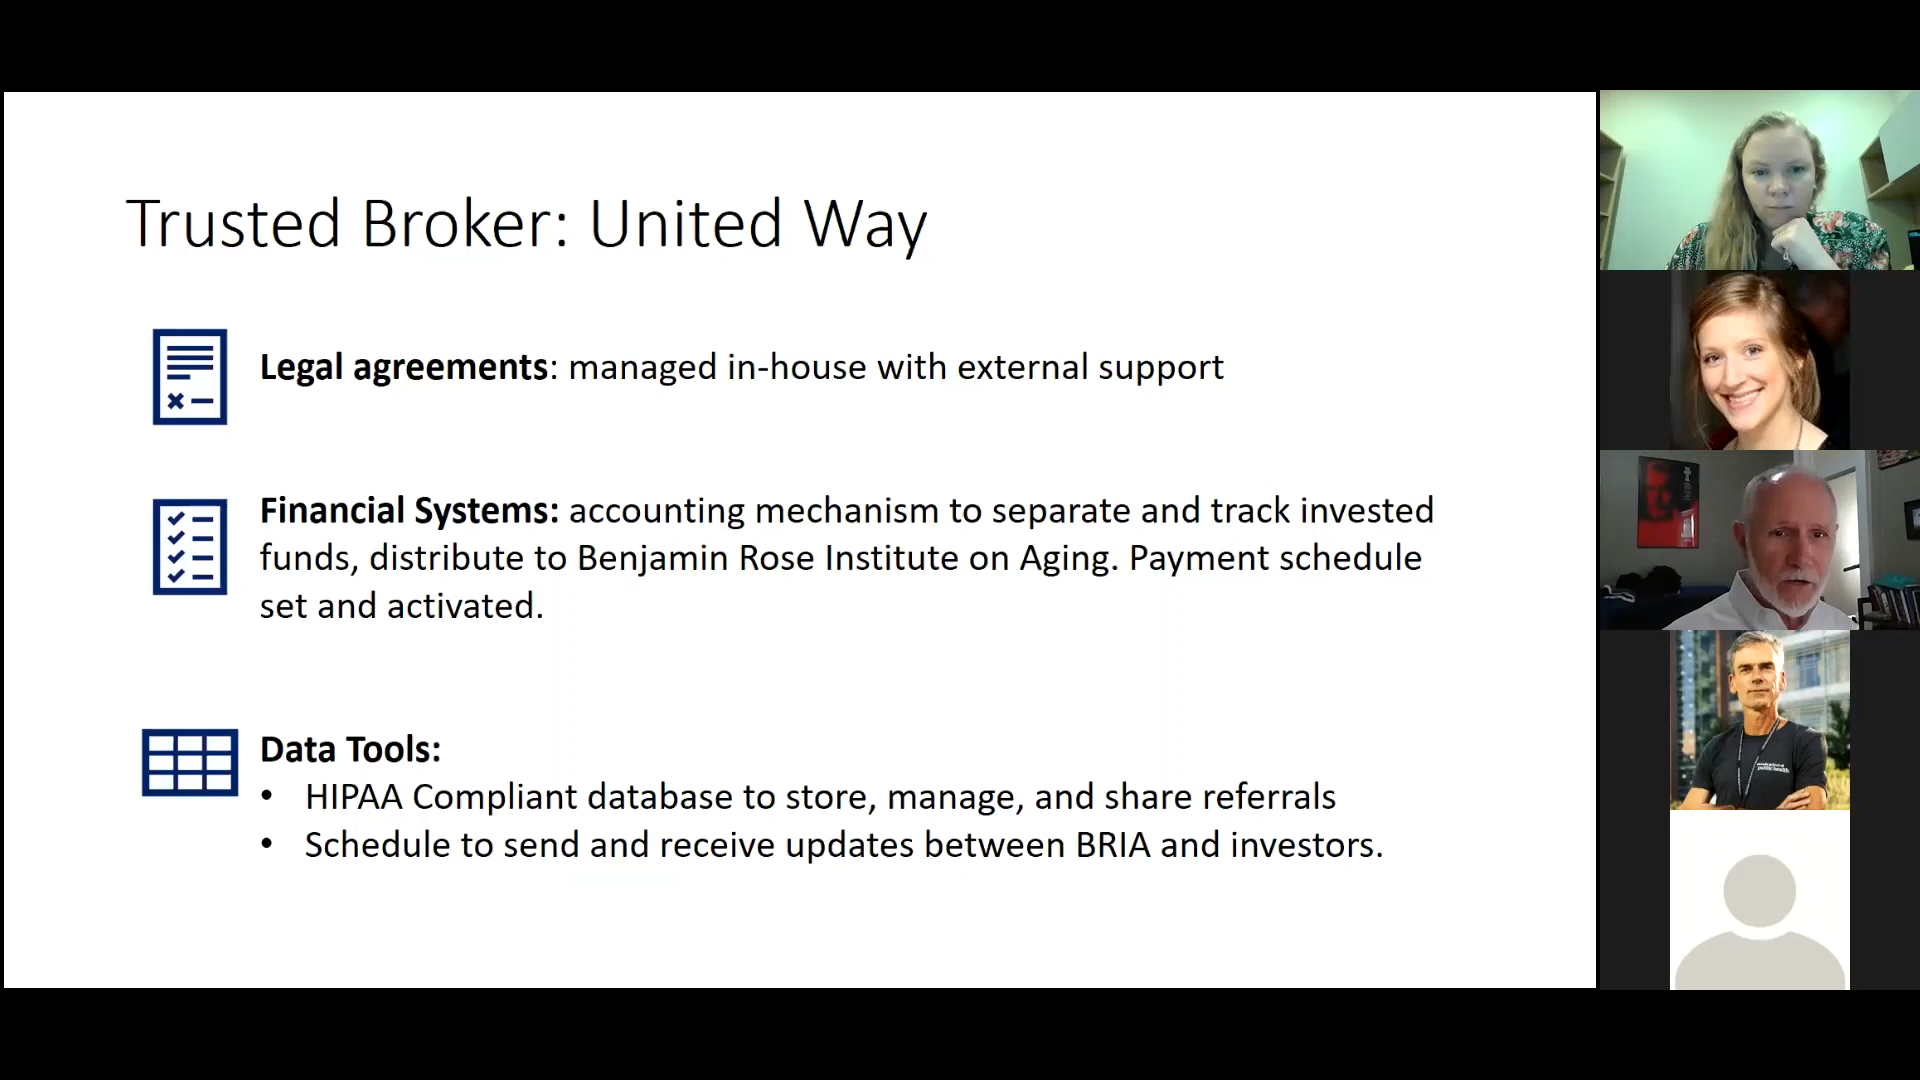 Trusted Broker: United Way
Legal agreements: managed in-house with external support
Financial Systems: accounting mechanism to separate and track invested
funds, distribute to Benjamin Rose Institute on Aging. Payment schedule
set and activated.
Data Tools:
• HIPAA Compliant database to store, manage, and share referrals
• Schedule to send and receive updates between BRIA and investors.
public health